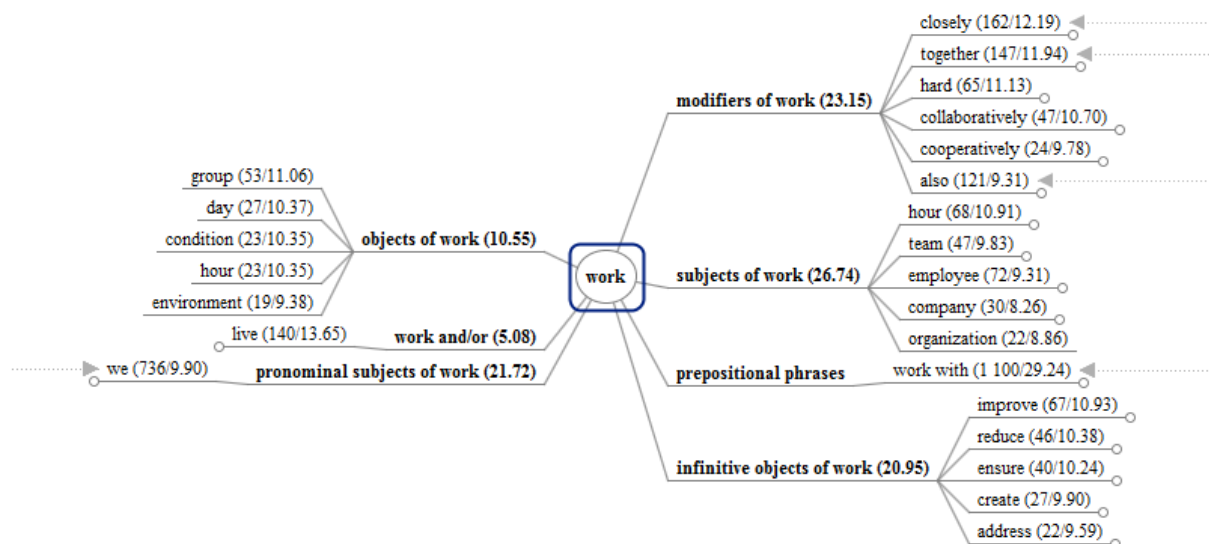 work
modifiers of work (23.15)
closely (162/12.19)
together (147/11.94)
hard (65/11.13)
collaboratively (47/10.70)
cooperatively (24/9.78)
also (121/9.31)
subjects of work (26.74)
hour (68/10.91)
team (47/9.83)
employee (72/9.31)
company (30/8.26)
organization (22/8.86)
prepositional phrases
work with (1 100/29.24)
infinitive objects of work (20.95)
improve (67/10.93)
reduce (46/10.38)
ensure (40/10.24)
create (27/9.90)
address (22/9.59)
objects of work (10.55)
group (53/11.06)
day (27/10.37)
condition (23/10.35)
hour (23/10.35)
environment (19/9.38)
work and/or (5.08)
live (140/13.65)
pronominal subjects of work (21.72)
we (736/9.90)